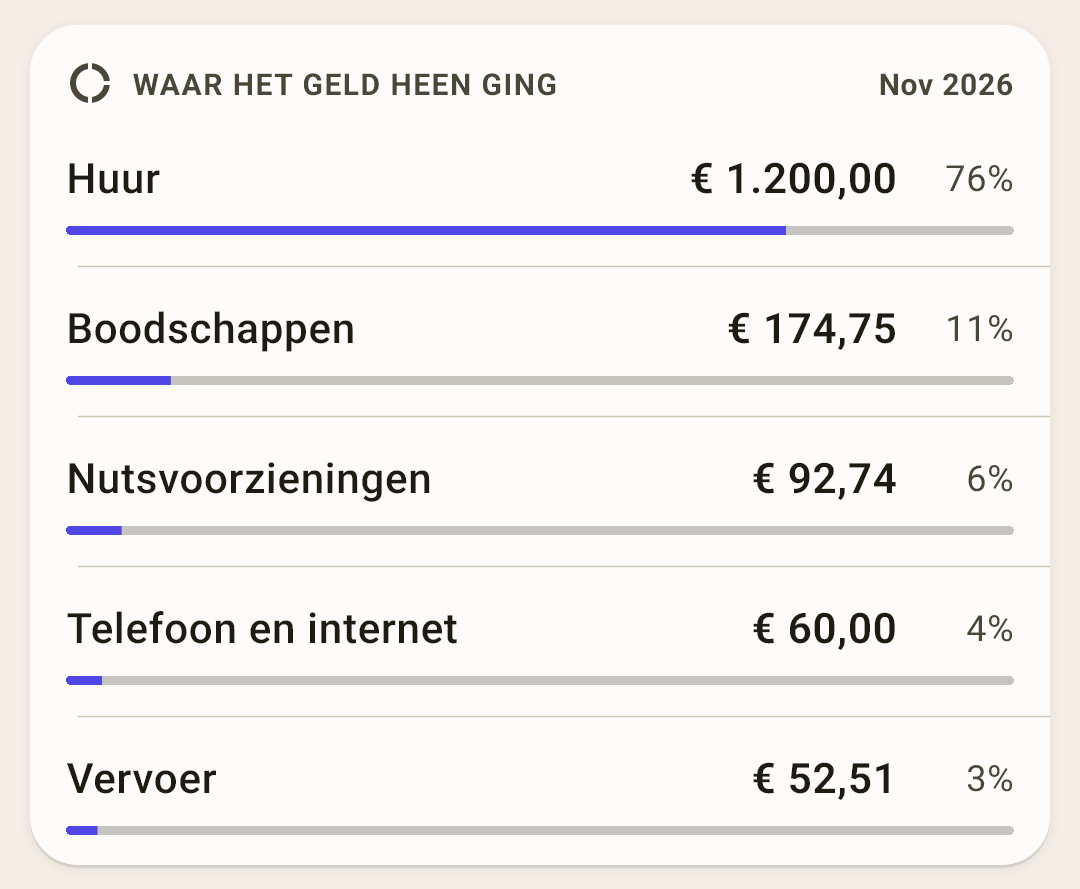 WAAR HET GELD HEEN GING Nov 2026
Huur € 1.200,00 76%
Boodschappen € 174,75 11%
Nutsvoorzieningen € 92,74 6%
Telefoon en internet € 60,00 4%
Vervoer € 52,51 3%